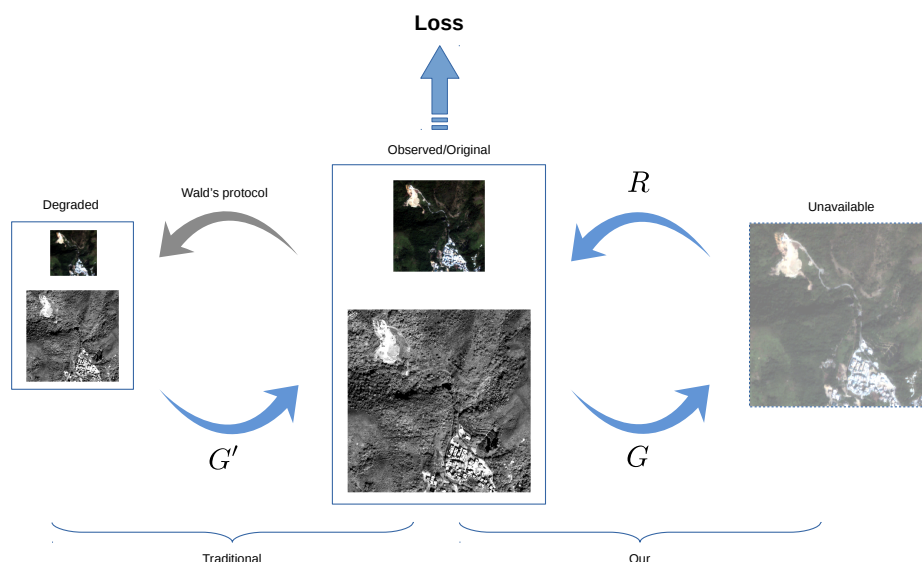 Loss
Observed/Original
Wald's protocol
R
Degraded
Unavailable
G′
G
Traditional
Our